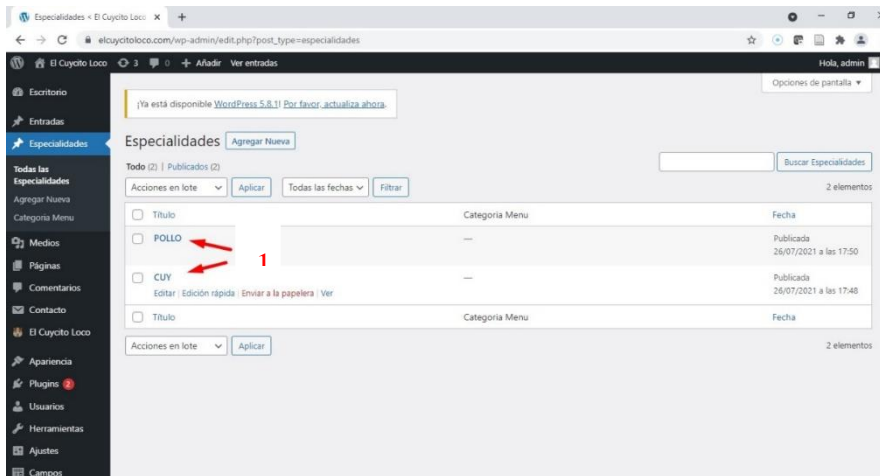 Especialidades < El Cuycito Loco
elcuycitoloco.com/wp-admin/edit.php?post_type=especialidades
El Cuycito Loco 3 0 + Añadir Ver entradas Hola, admin
Opciones de pantalla ▼
Escritorio
Entradas
Especialidades
Todas las
Especialidades
Agregar Nueva
Categoria Menu
Medios
Páginas
Comentarios
Contacto
El Cuycito Loco
Apariencia
Plugins 2
Usuarios
Herramientas
Ajustes
Campos
¡Ya está disponible WordPress 5.8.1! Por favor, actualiza ahora.
Especialidades Agregar Nueva
Todo (2) | Publicados (2)
Buscar Especialidades
Acciones en lote Aplicar Todas las fechas Filtrar 2 elementos
Título Categoria Menu Fecha
POLLO — Publicada
26/07/2021 a las 17:50
1
CUY — Publicada
Editar | Edición rápida | Enviar a la papelera | Ver 26/07/2021 a las 17:48
Título Categoria Menu Fecha
Acciones en lote Aplicar 2 elementos